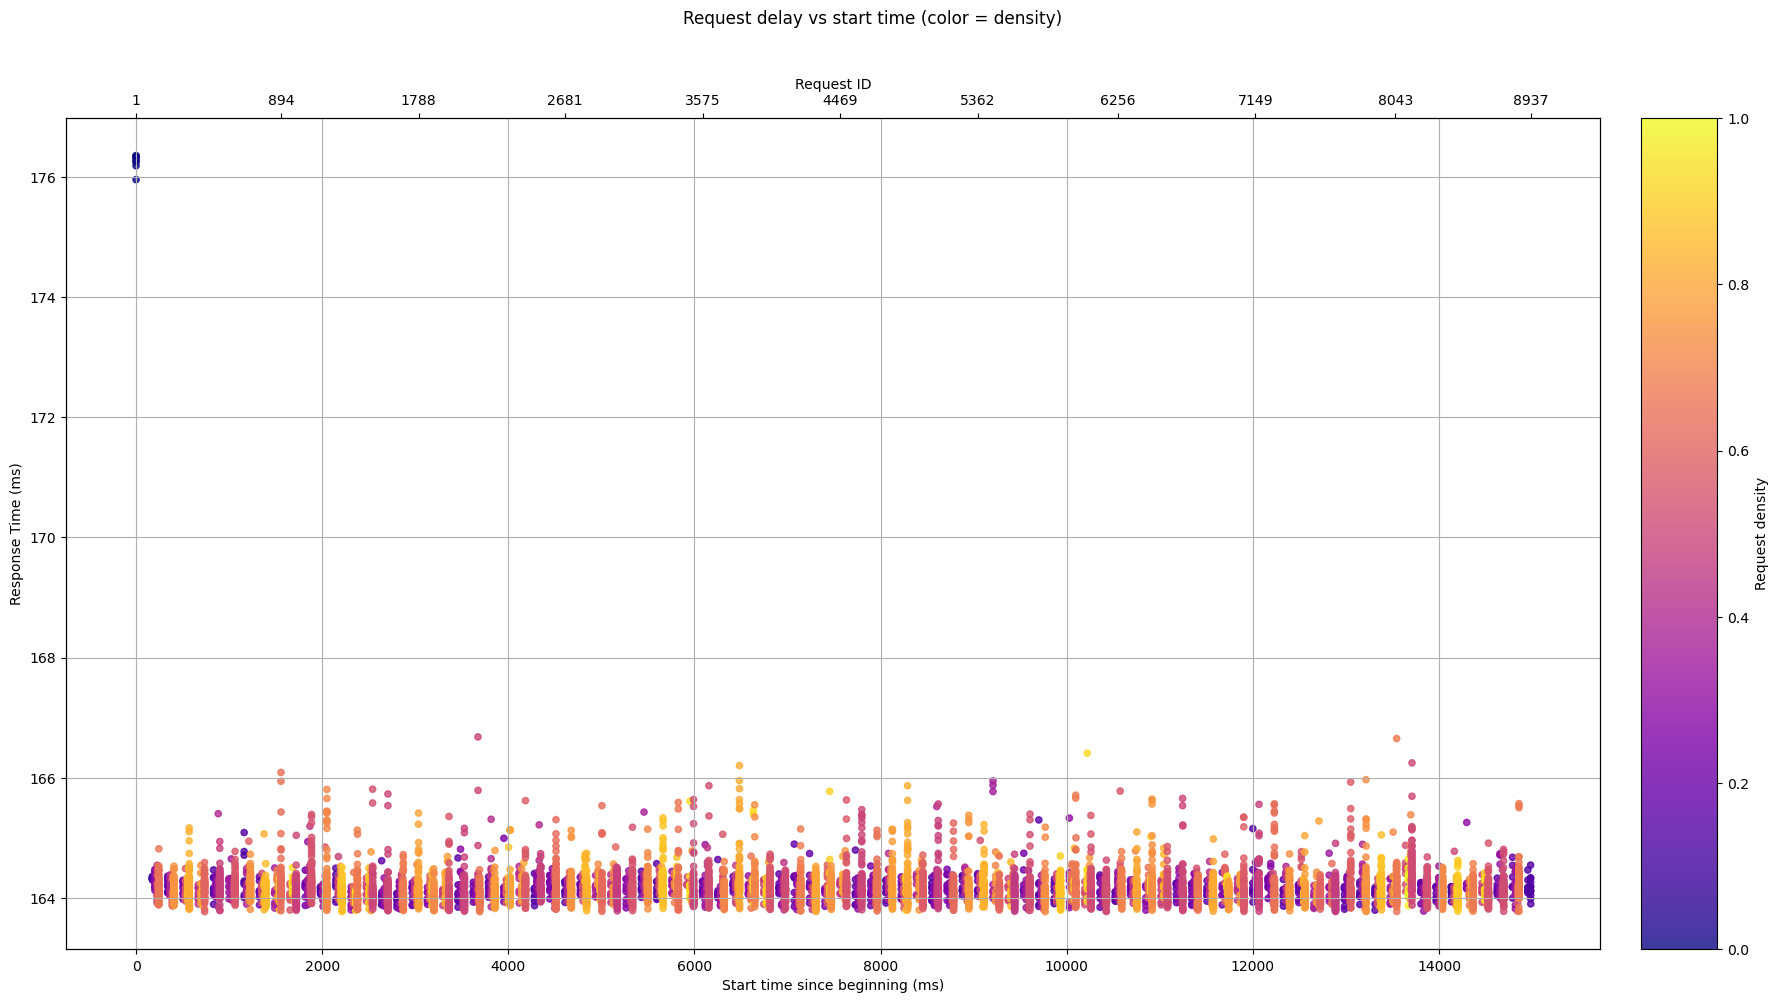 Request delay vs start time (color = density)
Request ID
1 894 1788 2681 3575 4469 5362 6256 7149 8043 8937
Response Time (ms)
176
174
172
170
168
166
164
0 2000 4000 6000 8000 10000 12000 14000
Start time since beginning (ms)
1.0
0.8
0.6
0.4
0.2
0.0
Request density